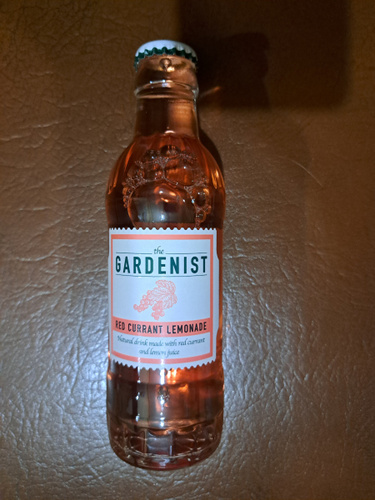 the
GARDENIST
RED CURRANT LEMONADE
Natural drink made with red currant
and lemon juice